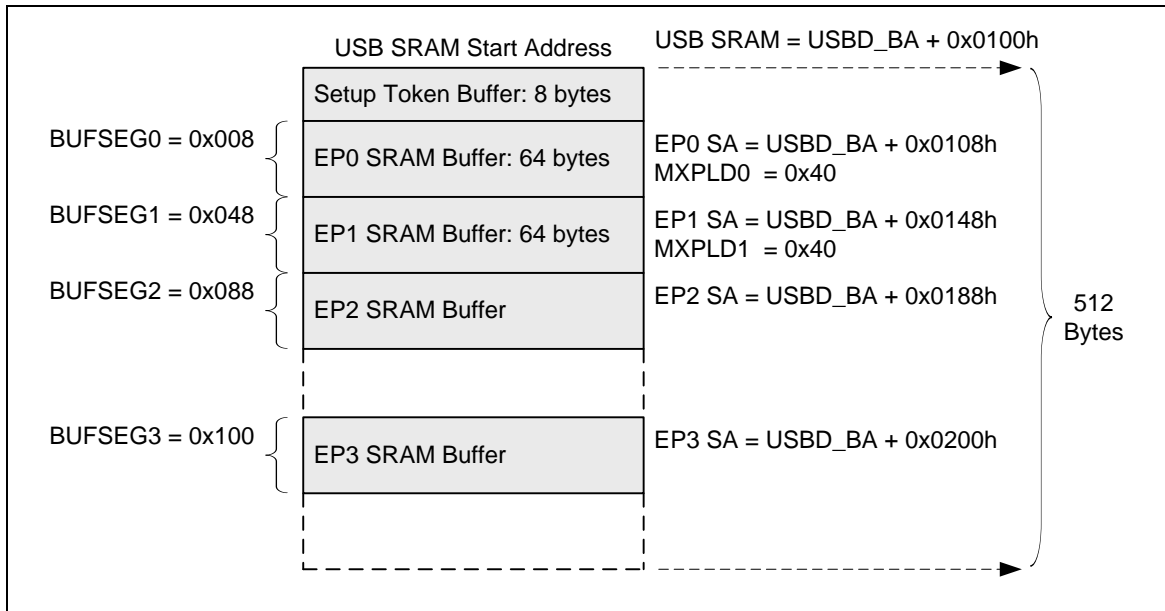 USB SRAM Start Address
USB SRAM = USBD_BA + 0x0100h
Setup Token Buffer: 8 bytes
BUFSEG0 = 0x008
EP0 SRAM Buffer: 64 bytes
EP0 SA = USBD_BA + 0x0108h
MXPLD0 = 0x40
BUFSEG1 = 0x048
EP1 SRAM Buffer: 64 bytes
EP1 SA = USBD_BA + 0x0148h
MXPLD1 = 0x40
BUFSEG2 = 0x088
EP2 SRAM Buffer
EP2 SA = USBD_BA + 0x0188h
512
Bytes
BUFSEG3 = 0x100
EP3 SRAM Buffer
EP3 SA = USBD_BA + 0x0200h